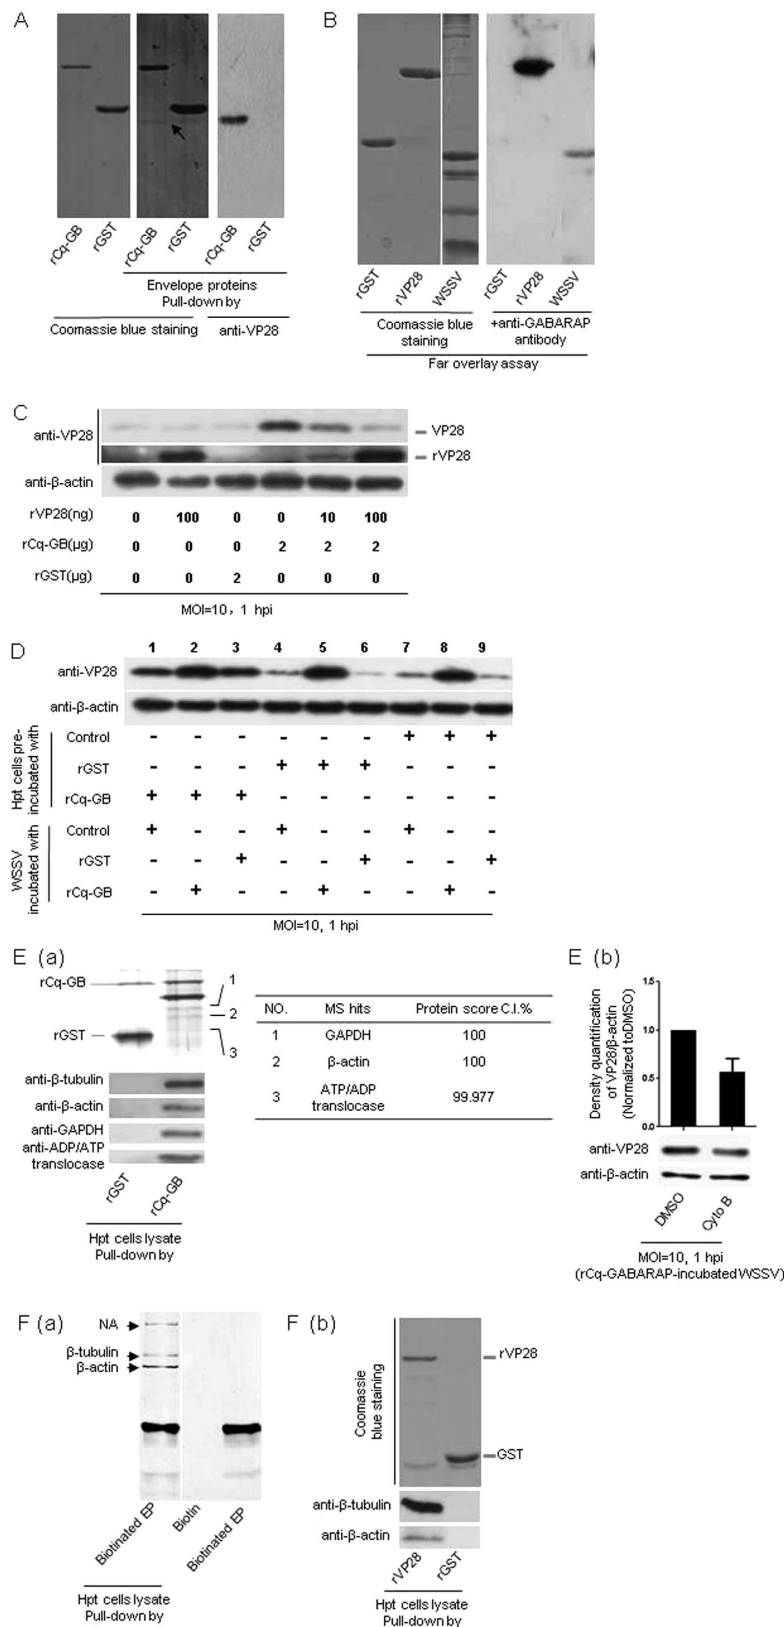 A
rCq-GB
rGST
rCq-GB
rGST
rCq-GB
rGST
Envelope proteins
Pull-down by
Coomassie blue staining
anti-VP28
B
rGST
rVP28
WSSV
rGST
rVP28
WSSV
Coomassie blue
staining
+anti-GABARAP
antibody
Far overlay assay
C
anti-VP28
VP28
rVP28
anti-β-actin
rVP28(ng) 0 100 0 0 10 100
rCq-GB(μg) 0 0 0 2 2 2
rGST(μg) 0 0 2 0 0 0
MOI=10, 1 hpi
D
1 2 3 4 5 6 7 8 9
anti-VP28
anti-β-actin
Hpt cells pre-
incubated with
Control - - - - - - + + +
rGST - - - + + + - - -
rCq-GB + + + - - - - - -
WSSV
incubated with
Control + - - + - - + - -
rGST - - + - - + - - +
rCq-GB - + - - + - - + -
MOI=10, 1 hpi
E (a)
rCq-GB
rGST
1
2
3
anti-β-tubulin
anti-β-actin
anti-GAPDH
anti-ADP/ATP
translocase
rGST
rCq-GB
Hpt cells lysate
Pull-down by
NO. MS hits Protein score C.I.%
1 GAPDH 100
2 β-actin 100
3 ATP/ADP translocase 99.977
E (b)
Density quantification
of VP28/β-actin
(Normalized toDMSO)
1.5
1.0
0.5
0.0
anti-VP28
anti-β-actin
DMSO
Cyto B
MOI=10, 1 hpi
(rCq-GABARAP-incubated WSSV)
F (a)
NA
β-tubulin
β-actin
Biotinated EP
Biotin
Biotinated EP
Hpt cells lysate
Pull-down by
F (b)
Coomassie
blue staining
rVP28
GST
anti-β-tubulin
anti-β-actin
rVP28
rGST
Hpt cells lysate
Pull-down by